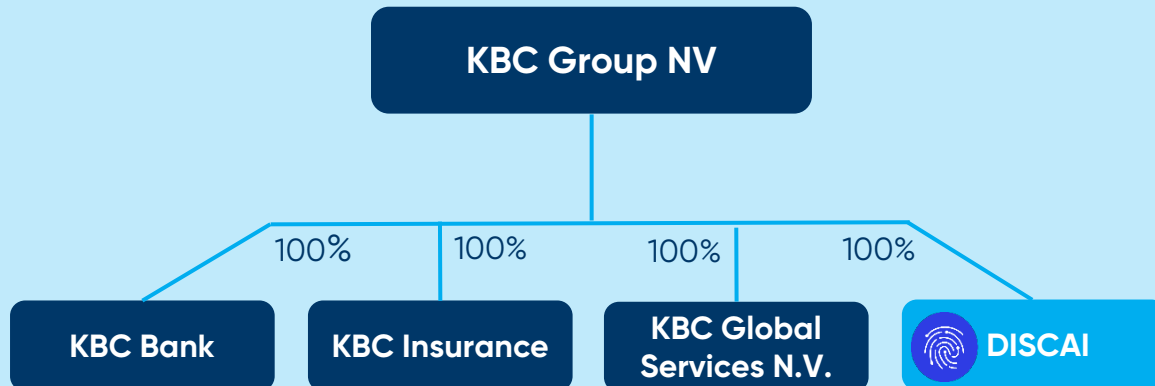 KBC Group NV
100%
100%
100%
100%
KBC Bank
KBC Insurance
KBC Global
Services N.V.
DISCAI